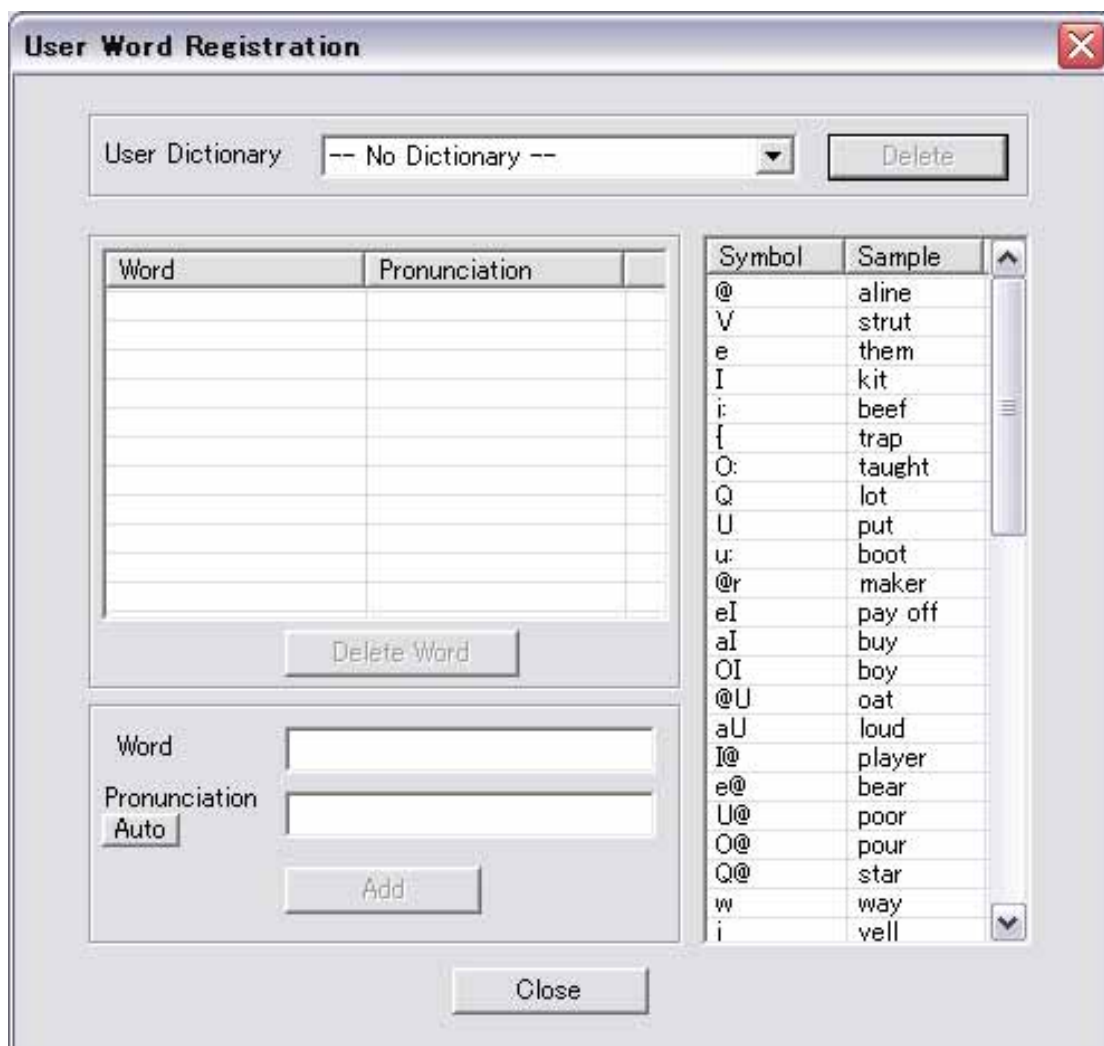 User Word Registration
User Dictionary -- No Dictionary -- Delete
Word Pronunciation
Delete Word
Word
Pronunciation
Auto
Add
Symbol Sample
@ aline
V strut
e them
I kit
i: beef
{ trap
O: taught
Q lot
U put
u: boot
@r maker
eI pay off
aI buy
OI boy
@U oat
aU loud
I@ player
e@ bear
U@ poor
O@ pour
Q@ star
w way
j yell
Close